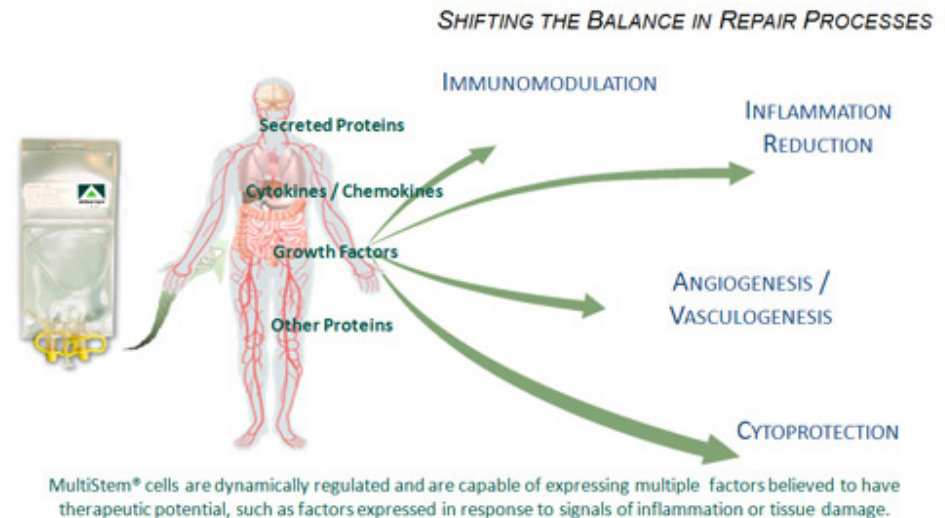 SHIFTING THE BALANCE IN REPAIR PROCESSES
IMMUNOMODULATION
INFLAMMATION
REDUCTION
Secreted Proteins
Cytokines / Chemokines
Growth Factors
Other Proteins
ANGIOGENESIS /
VASCULOGENESIS
CYTOPROTECTION
MultiStem® cells are dynamically regulated and are capable of expressing multiple factors believed to have
therapeutic potential, such as factors expressed in response to signals of inflammation or tissue damage.